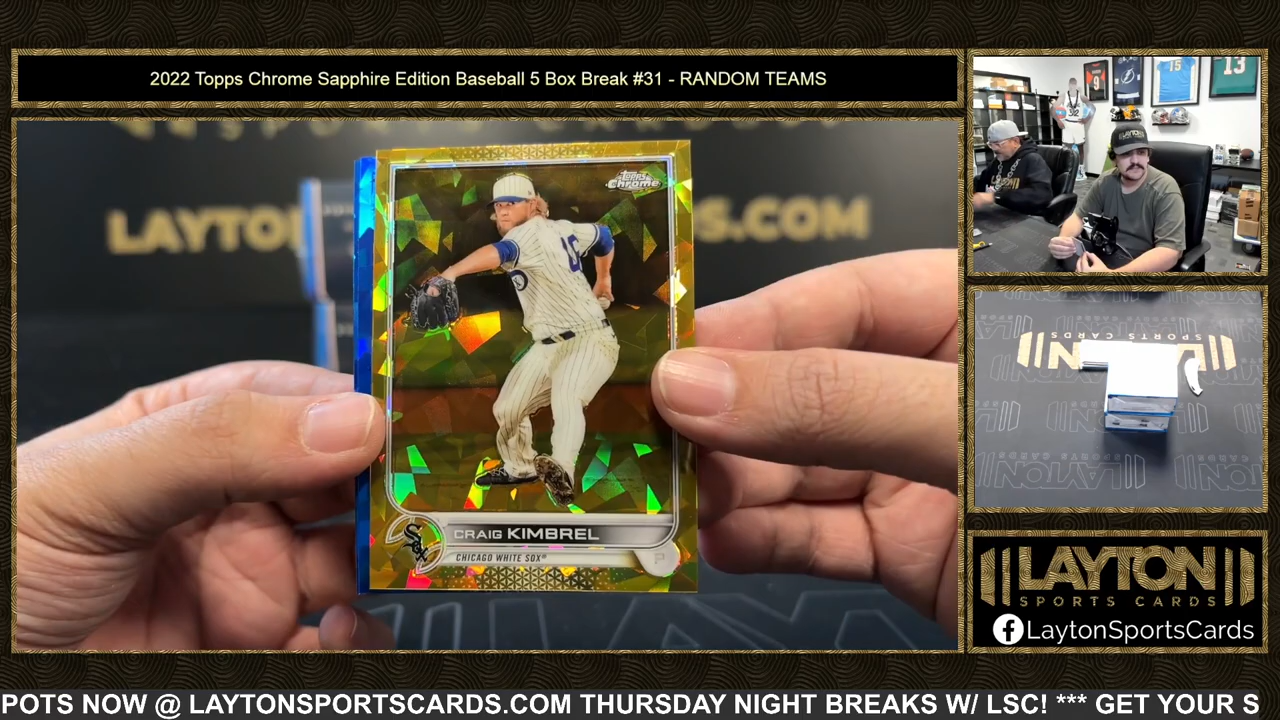 2022 Topps Chrome Sapphire Edition Baseball 5 Box Break #31 - RANDOM TEAMS
TOPPS
Chrome
Sox
CRAIG KIMBREL
CHICAGO WHITE SOX
P
LAYTON
SPORTS CARDS
LaytonSportsCards
POTS NOW @ LAYTONSPORTSCARDS.COM THURSDAY NIGHT BREAKS W/ LSC! *** GET YOUR S